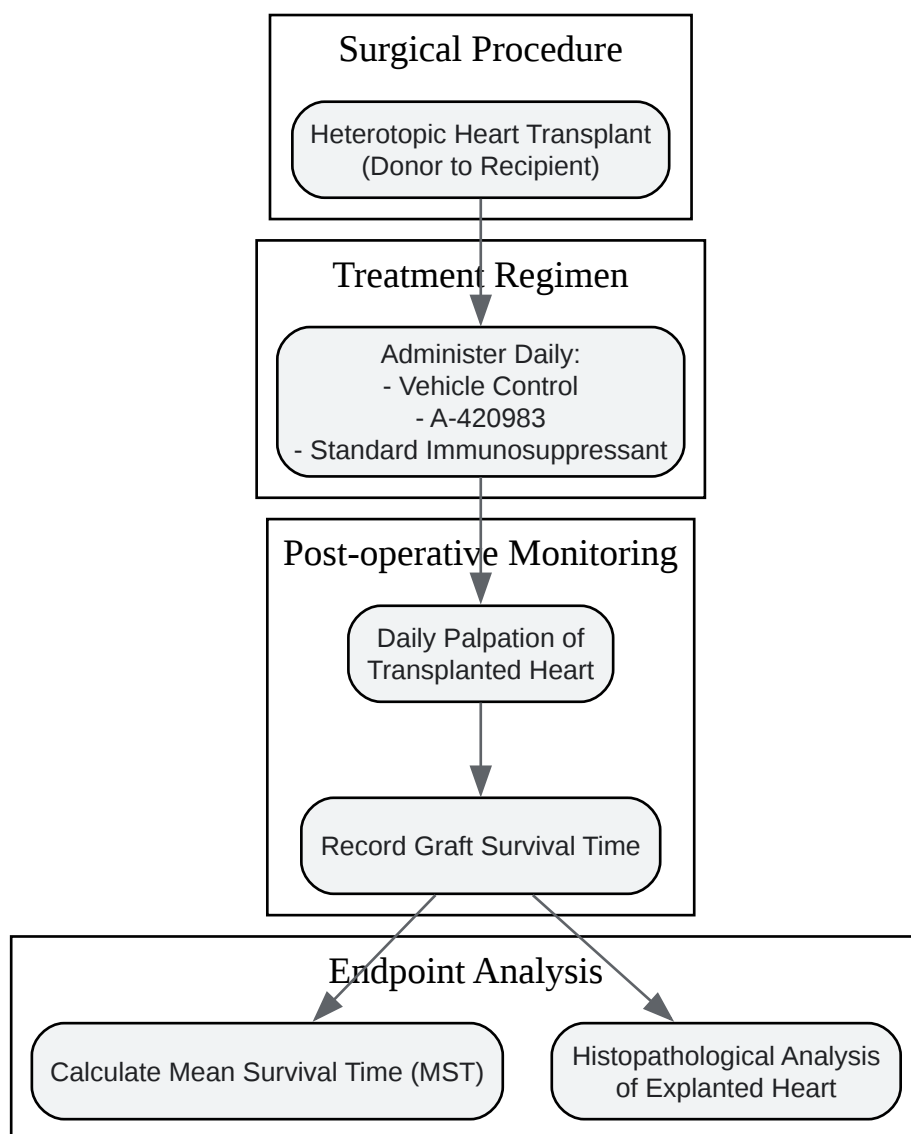 Surgical Procedure
Heterotopic Heart Transplant
(Donor to Recipient)
Treatment Regimen
Administer Daily:
- Vehicle Control
- A-420983
- Standard Immunosuppressant
Post-operative Monitoring
Daily Palpation of
Transplanted Heart
Record Graft Survival Time
Endpoint Analysis
Calculate Mean Survival Time (MST)
Histopathological Analysis
of Explanted Heart